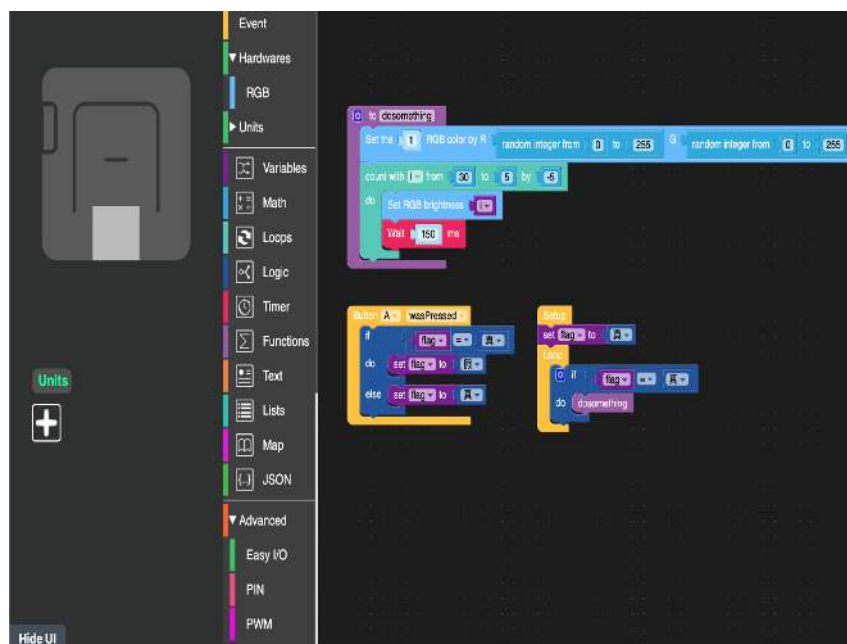 Event
Hardwares
RGB
Units
Variables
Math
Loops
Logic
Timer
Functions
Text
Lists
Map
JSON
Advanced
Easy I/O
PIN
PWM
Units
Hide UI
to dosomething
Set the 1 RGB color by R random integer from 0 to 255 G random integer from 0 to 255
count with i from 30 to 5 by -5
do Set RGB brightness i
Wait 150 ms
Button A wasPressed
if flag = 真
do set flag to
else set flag to 真
Setup
set flag to 真
Loop
if flag = 真
do dosomething